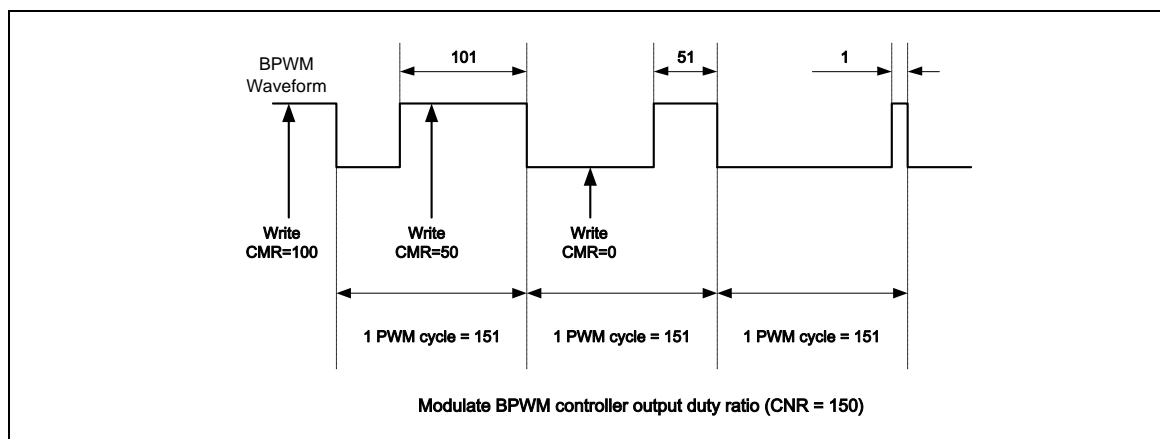 101
51
1
BPWM
Waveform
Write
CMR=100
Write
CMR=50
Write
CMR=0
1 PWM cycle = 151
1 PWM cycle = 151
1 PWM cycle = 151
Modulate BPWM controller output duty ratio (CNR = 150)